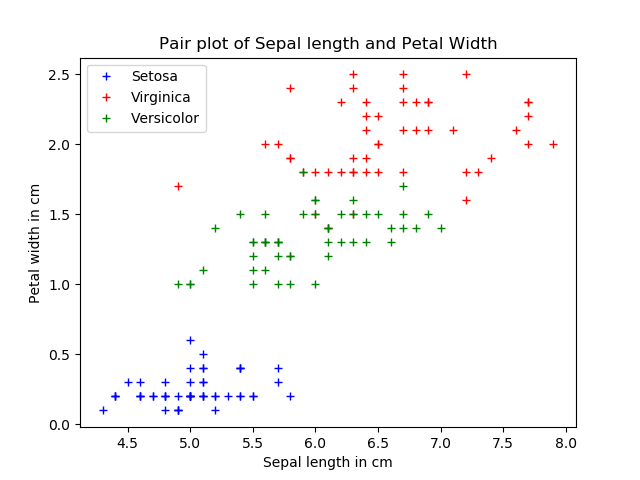 Pair plot of Sepal length and Petal Width
Setosa
Virginica
Versicolor
Petal width in cm
2.5
2.0
1.5
1.0
0.5
0.0
4.5 5.0 5.5 6.0 6.5 7.0 7.5 8.0
Sepal length in cm